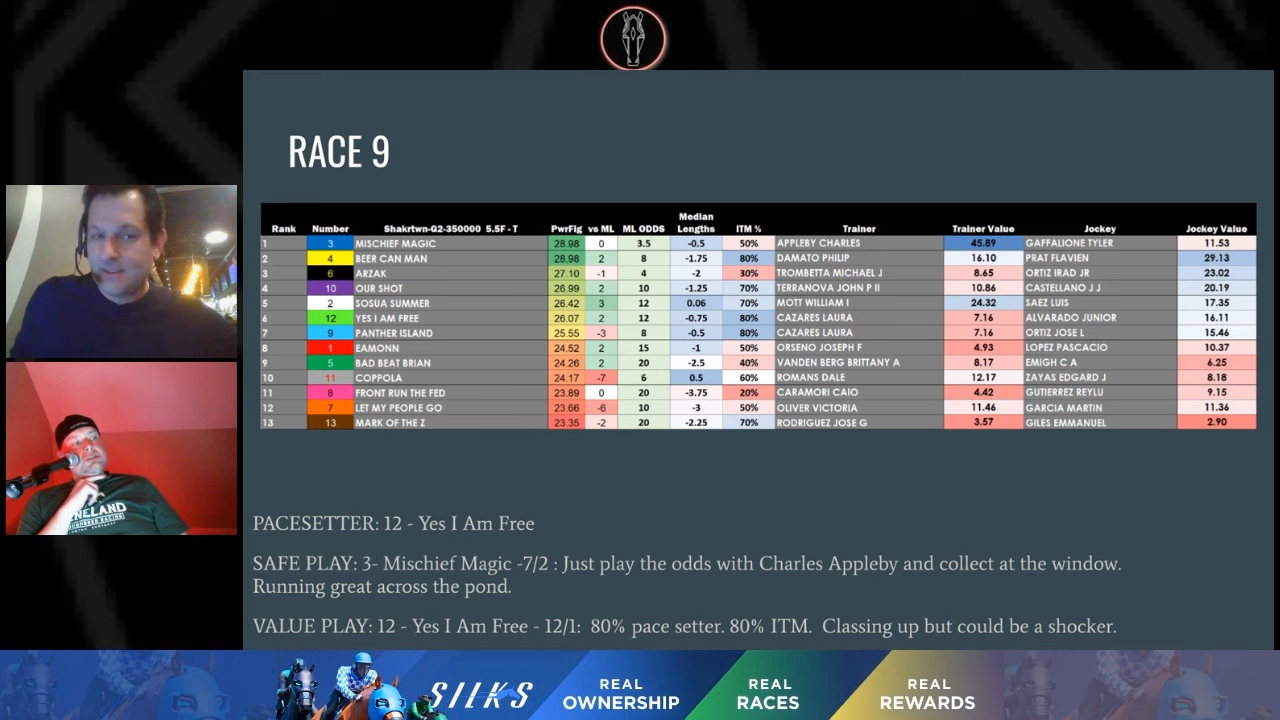 RACE 9
Median
Rank Number Shakrtwn-G2-350000 5.5F - T PwrFig vs ML ML ODDS Lengths ITM % Trainer Trainer Value Jockey Jockey Value
1 3 MISCHIEF MAGIC 28.98 0 3.5 -0.5 50% APPLEBY CHARLES 45.89 GAFFALIONE TYLER 11.53
2 4 BEER CAN MAN 28.98 2 8 -1.75 80% DAMATO PHILIP 16.10 PRAT FLAVIEN 29.13
3 6 ARZAK 27.10 -1 4 -2 30% TROMBETTA MICHAEL J 8.65 ORTIZ IRAD JR 23.02
4 10 OUR SHOT 26.99 2 10 -1.25 70% TERRANOVA JOHN P II 10.86 CASTELLANO J J 20.19
5 2 SOSUA SUMMER 26.42 3 12 0.06 70% MOTT WILLIAM I 24.32 SAEZ LUIS 17.35
6 12 YES I AM FREE 26.07 2 12 -0.75 80% CAZARES LAURA 7.16 ALVARADO JUNIOR 16.11
7 9 PANTHER ISLAND 25.55 -3 8 -0.5 80% CAZARES LAURA 7.16 ORTIZ JOSE L 15.46
8 1 EAMONN 24.52 2 15 -1 50% ORSENO JOSEPH F 4.93 LOPEZ PASCACIO 10.37
9 5 BAD BEAT BRIAN 24.26 2 20 -2.5 40% VANDEN BERG BRITTANY A 8.17 EMIGH C A 6.25
10 11 COPPOLA 24.17 -7 6 0.5 60% ROMANS DALE 12.17 ZAYAS EDGARD J 8.18
11 8 FRONT RUN THE FED 23.89 0 20 -3.75 20% CARAMORI CAIO 4.42 GUTIERREZ REYLU 9.15
12 7 LET MY PEOPLE GO 23.66 -6 10 -3 50% OLIVER VICTORIA 11.46 GARCIA MARTIN 11.36
13 13 MARK OF THE Z 23.35 -2 20 -2.25 70% RODRIGUEZ JOSE G 3.57 GILES EMMANUEL 2.90
NELAND
PACESETTER: 12 - Yes I Am Free
SAFE PLAY: 3- Mischief Magic -7/2 : Just play the odds with Charles Appleby and collect at the window.
Running great across the pond.
VALUE PLAY: 12 - Yes I Am Free - 12/1: 80% pace setter. 80% ITM. Classing up but could be a shocker.
SILKS
REAL
OWNERSHIP
REAL
RACES
REAL
REWARDS